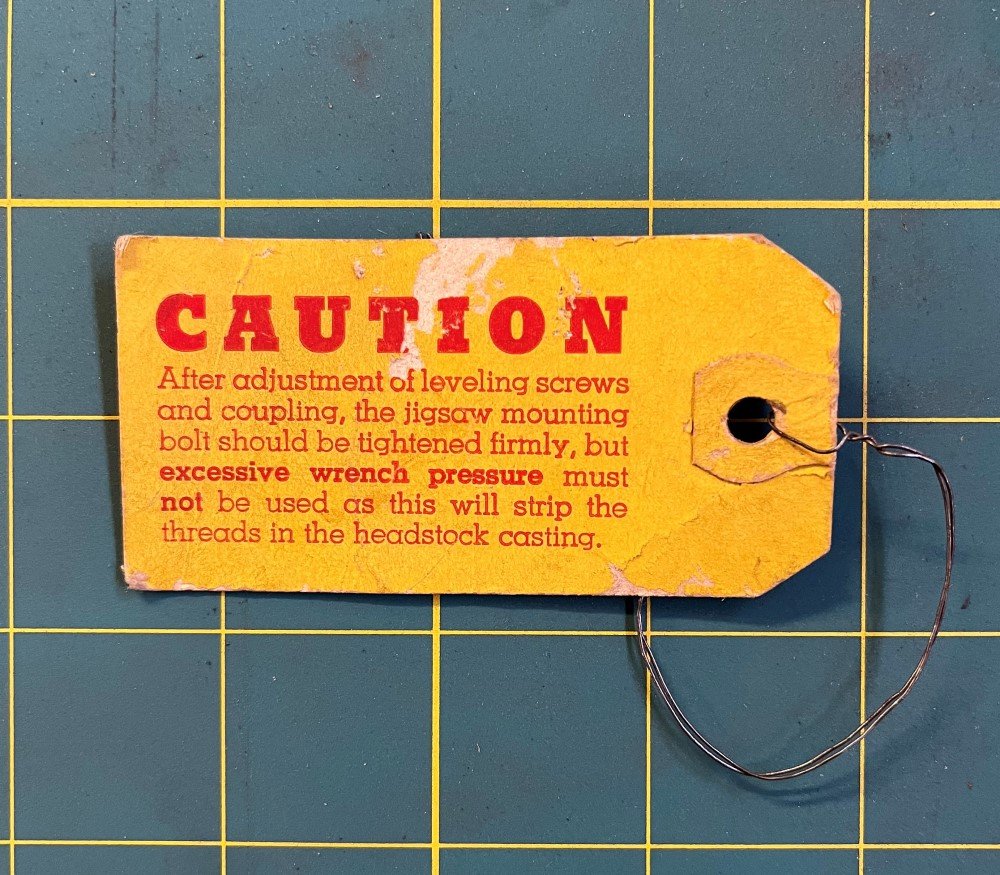 CAUTION
After adjustment of leveling screws
and coupling, the jigsaw mounting
bolt should be tightened firmly, but
excessive wrench pressure must
not be used as this will strip the
threads in the headstock casting.